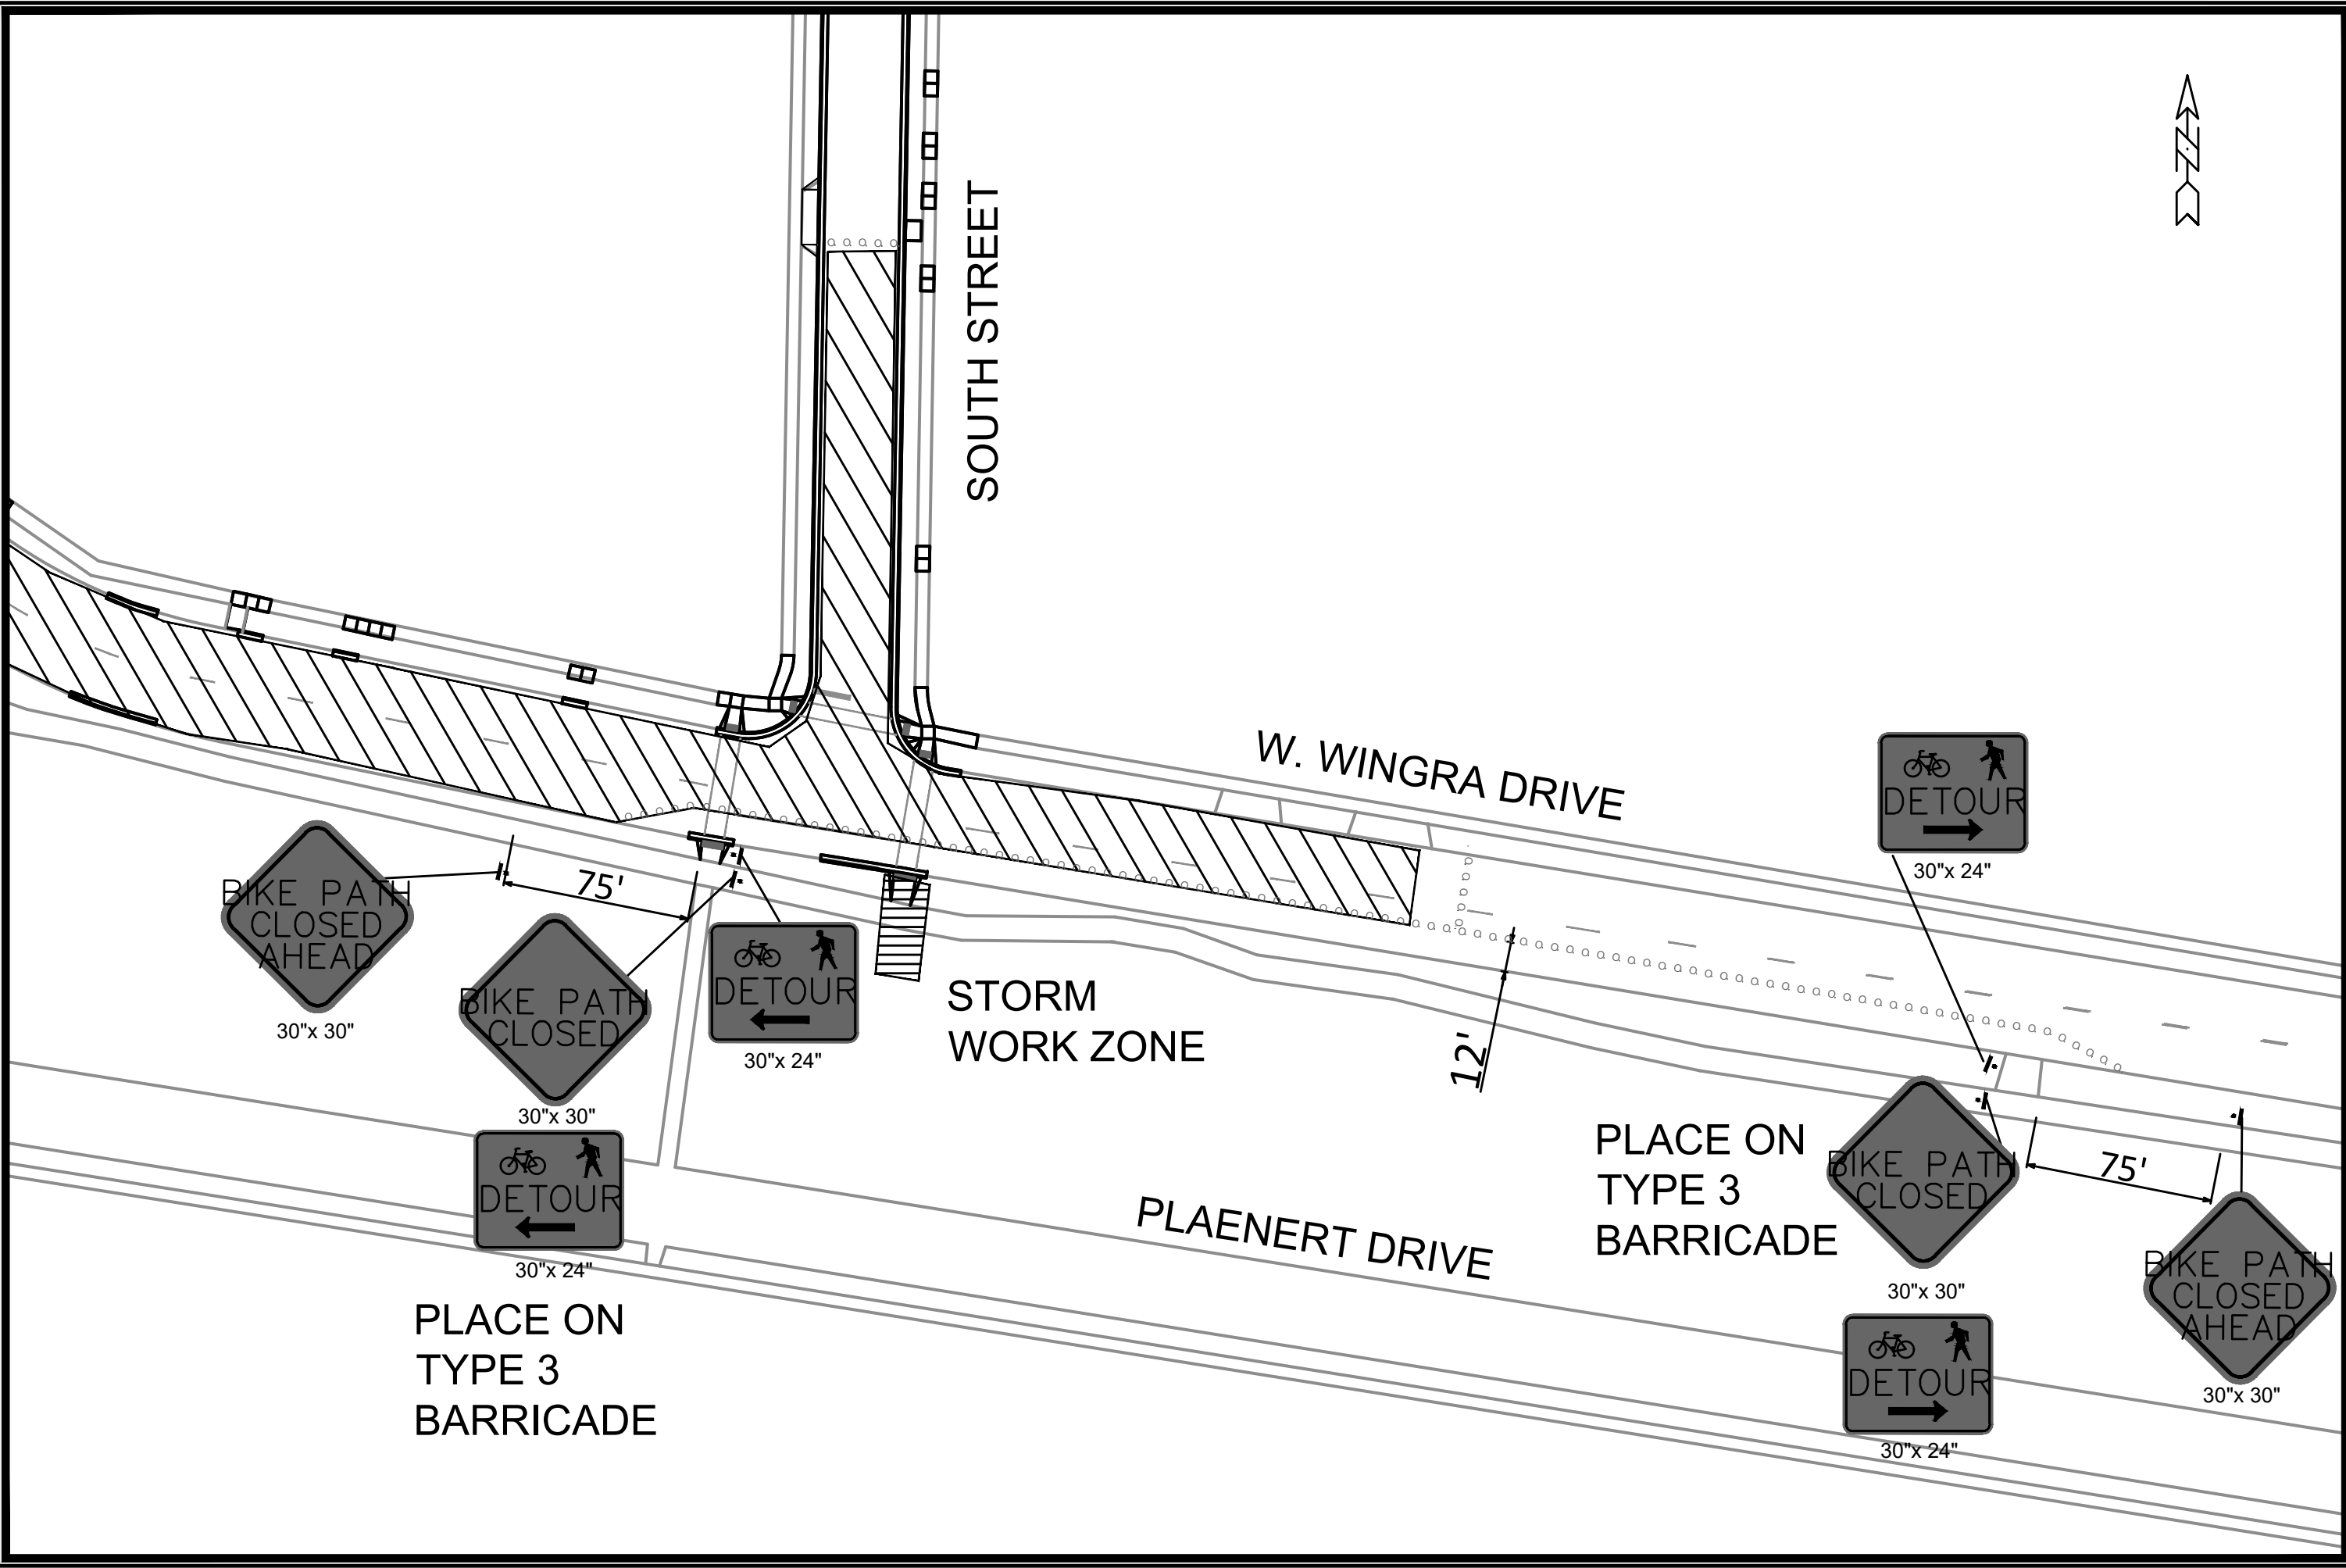 SOUTH STREET
W. WINGRA DRIVE
DETOUR
30"x 24"
75'
BIKE PATH
CLOSED
AHEAD
30"x 30"
BIKE PATH
CLOSED
30"x 30"
DETOUR
30"x 24"
STORM
WORK ZONE
12'
DETOUR
30"x 24"
PLACE ON
TYPE 3
BARRICADE
PLAENERT DRIVE
PLACE ON
TYPE 3
BARRICADE
BIKE PATH
CLOSED
30"x 30"
75'
BIKE PATH
CLOSED
AHEAD
30"x 30"
DETOUR
30"x 24"